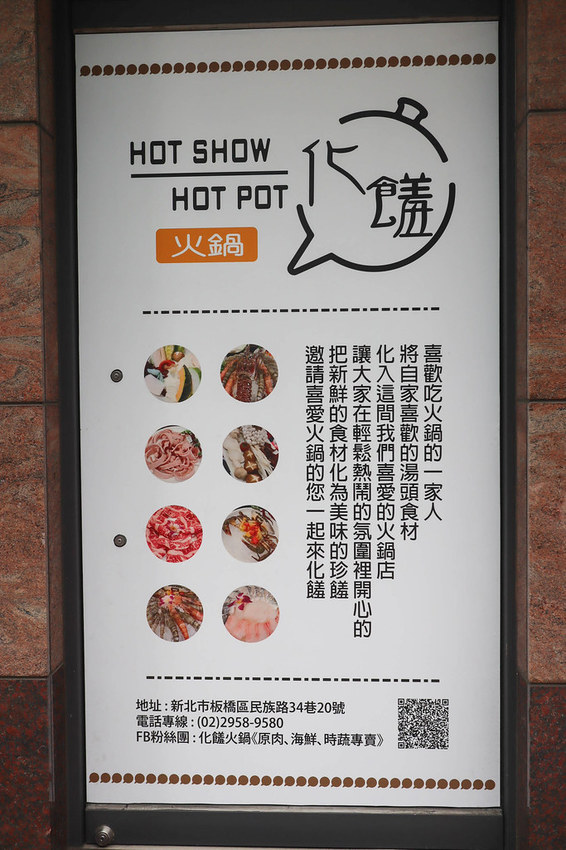 HOT SHOW
HOT POT
火鍋
化饈
喜歡吃火鍋的一家人
將自家喜歡的湯頭食材
化入這間我們喜愛的火鍋店
讓大家在輕鬆熱鬧的氛圍裡開心的
把新鮮的食材化為美味的珍饈
邀請喜愛火鍋的您一起來化饈
地址 : 新北市板橋區民族路34巷20號
電話專線 : (02)2958-9580
FB粉絲團 : 化饈火鍋《原肉、海鮮、時蔬專賣》